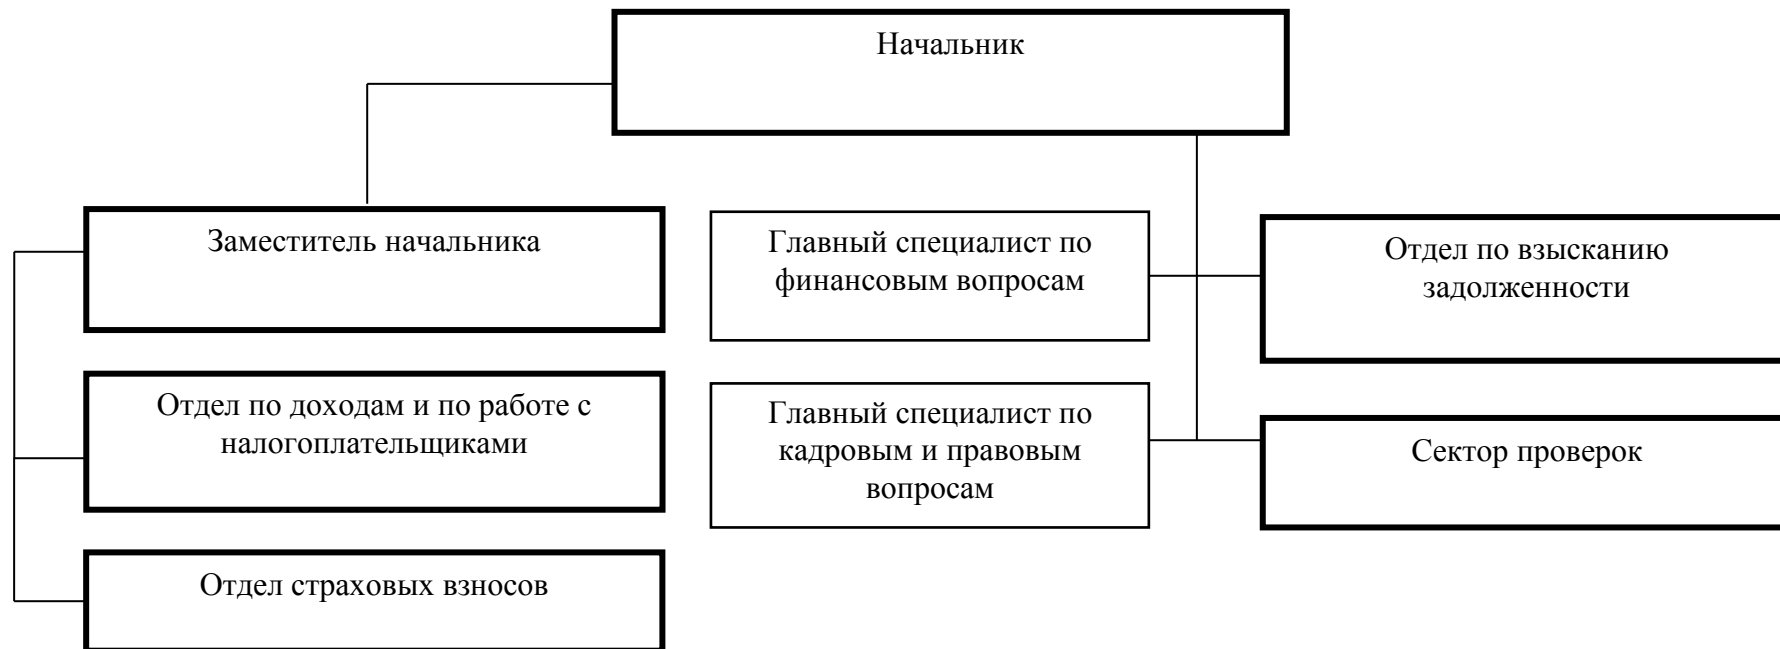 Начальник
Заместитель начальника
Главный специалист по
финансовым вопросам
Отдел по взысканию
задолженности
Отдел по доходам и по работе с
налогоплательщиками
Главный специалист по
кадровым и правовым
вопросам
Сектор проверок
Отдел страховых взносов